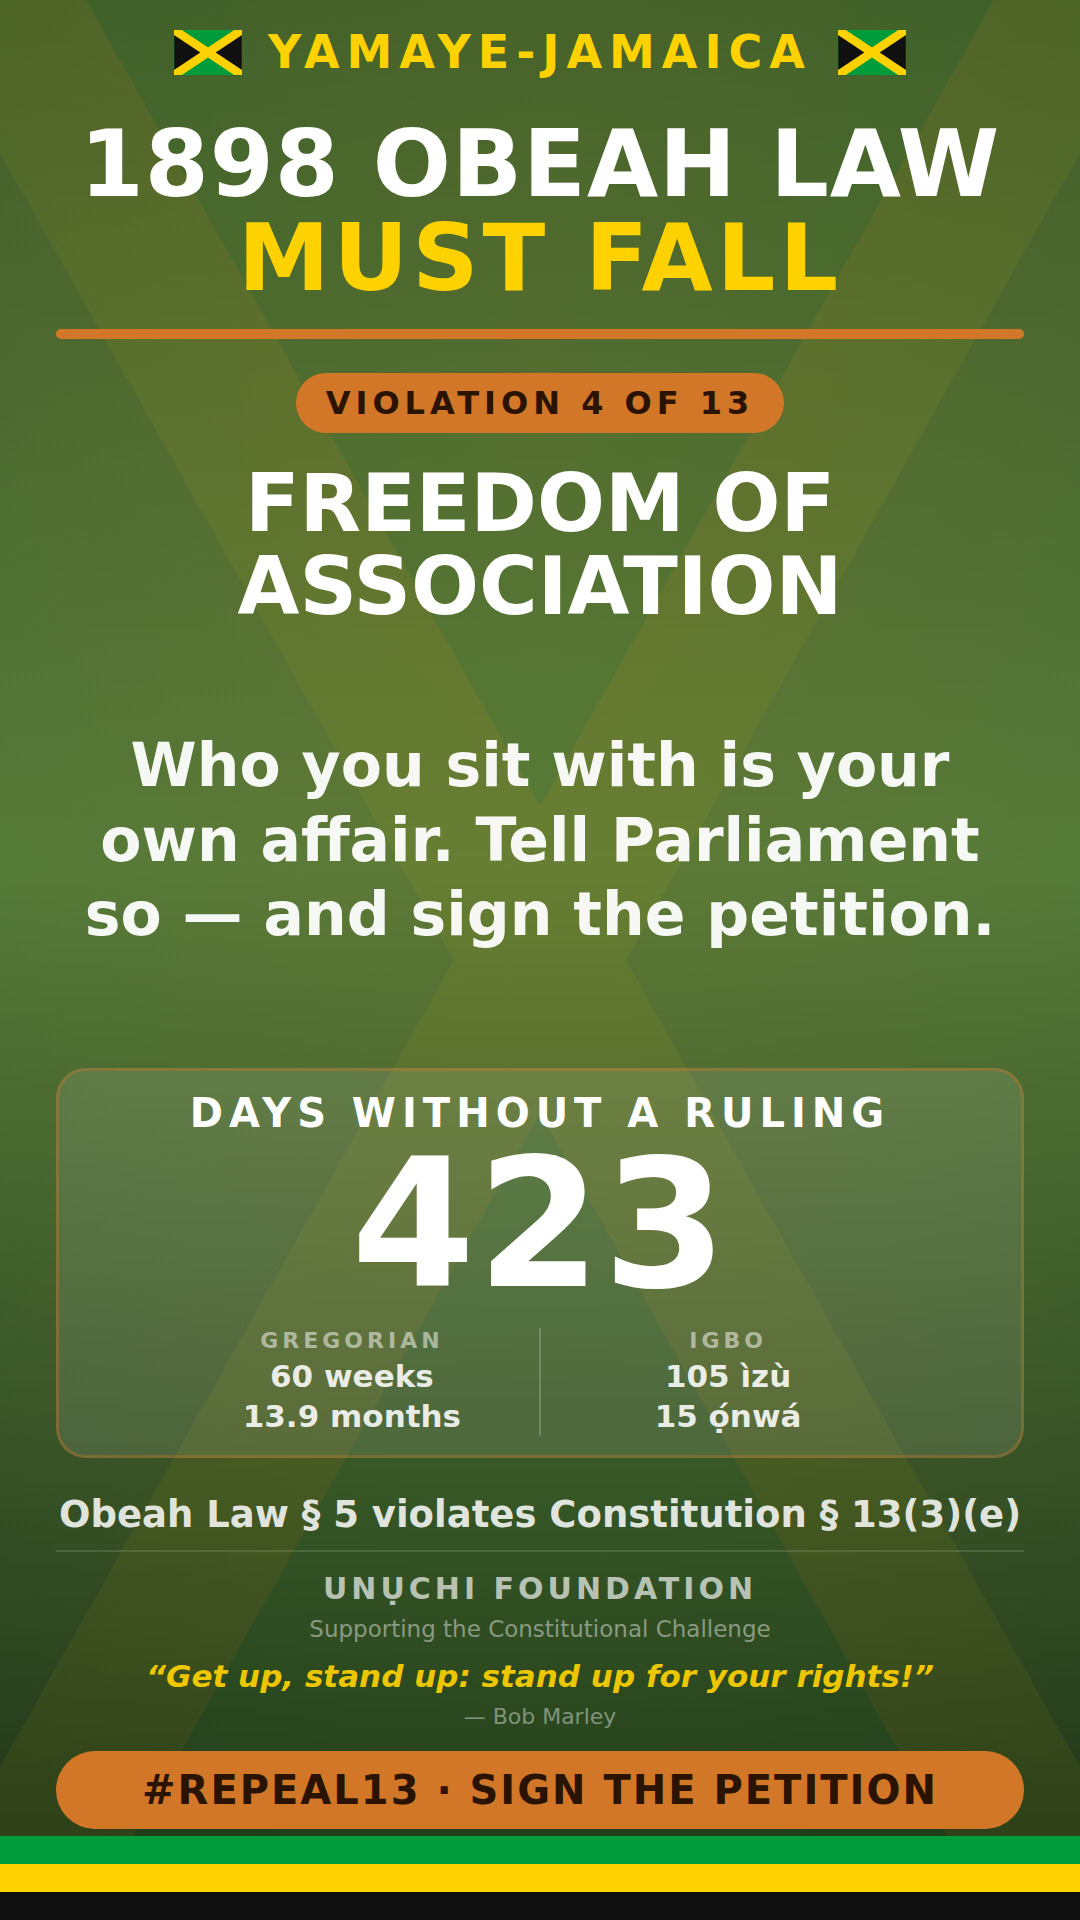 YAMAYE-JAMAICA
1898 OBEAH LAW
MUST FALL
VIOLATION 4 OF 13
FREEDOM OF
ASSOCIATION
Who you sit with is your
own affair. Tell Parliament
so — and sign the petition.
DAYS WITHOUT A RULING
423
GREGORIAN
60 weeks
13.9 months
IGBO
105 ìzù
15 ọ́nwá
Obeah Law § 5 violates Constitution § 13(3)(e)
UNỤCHI FOUNDATION
Supporting the Constitutional Challenge
“Get up, stand up: stand up for your rights!”
— Bob Marley
#REPEAL13 · SIGN THE PETITION